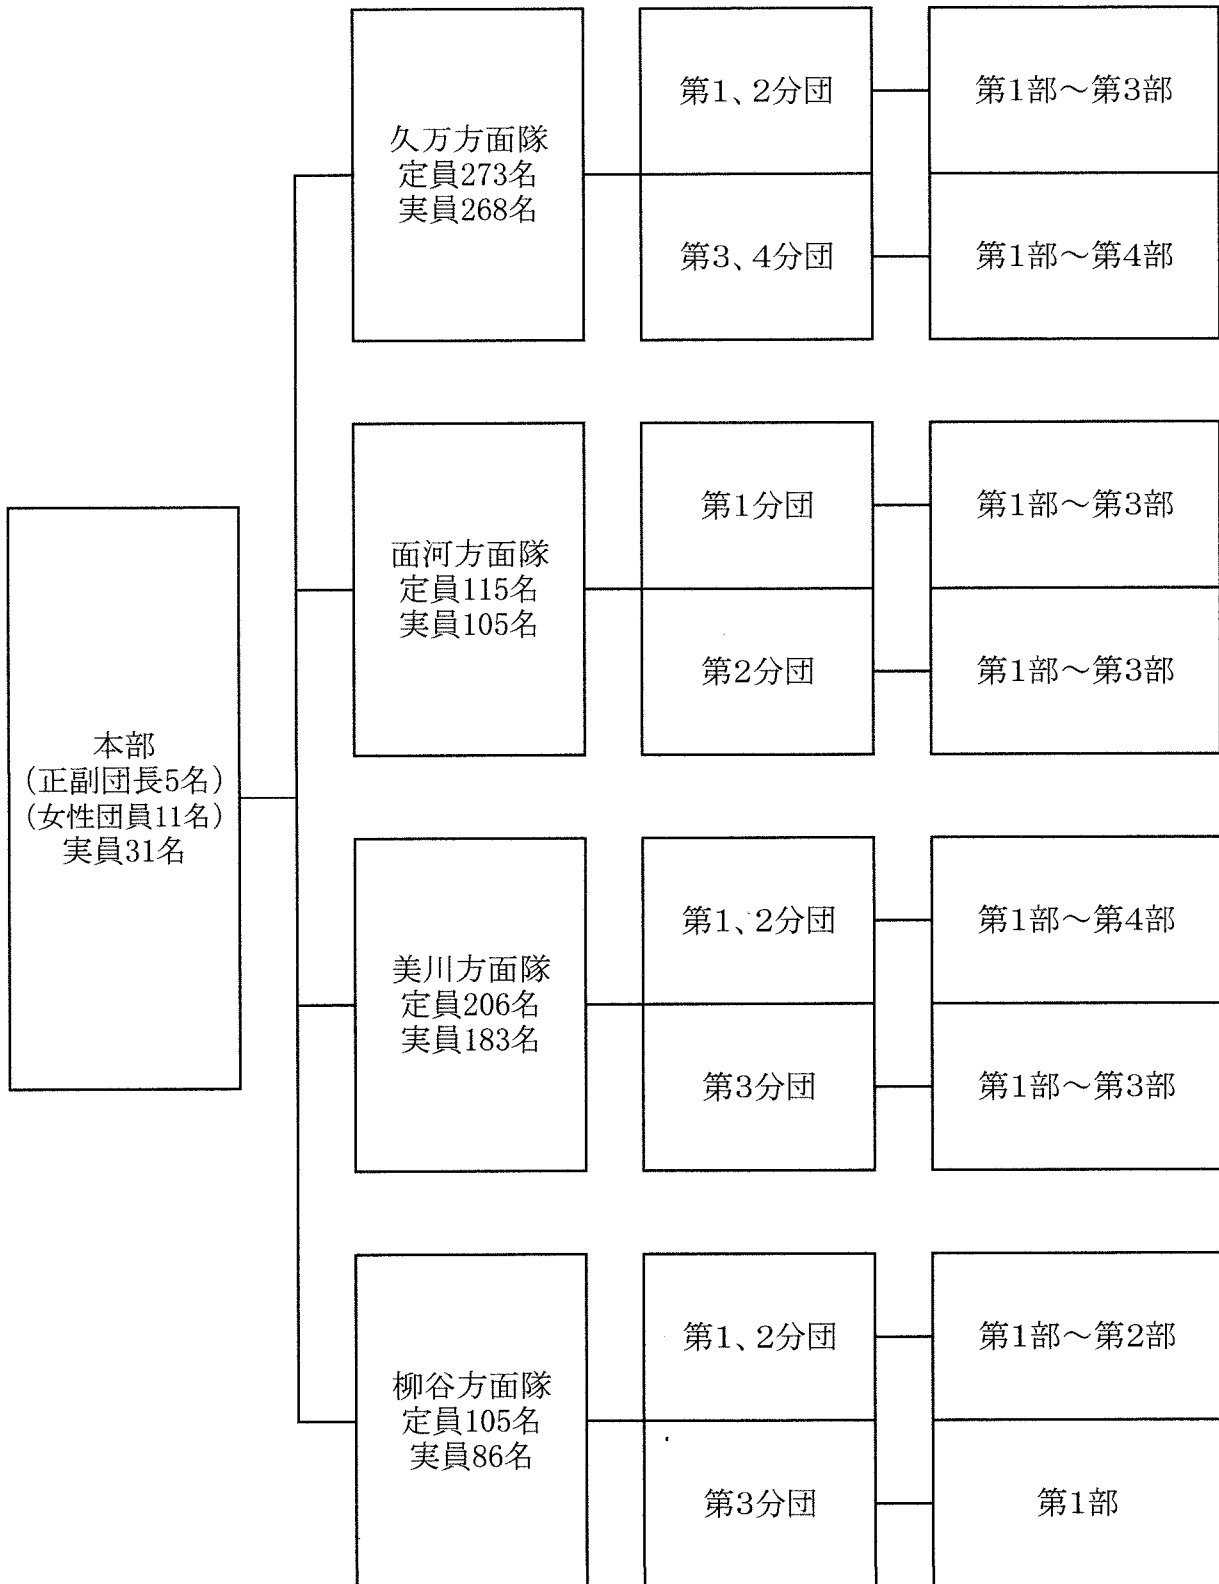 本部
(正副団長5名)
(女性団員11名)
実員31名
久万方面隊
定員273名
実員268名
第1、2分団
第1部～第3部
第3、4分団
第1部～第4部
面河方面隊
定員115名
実員105名
第1分団
第1部～第3部
第2分団
第1部～第3部
美川方面隊
定員206名
実員183名
第1、2分団
第1部～第4部
第3分団
第1部～第3部
柳谷方面隊
定員105名
実員86名
第1、2分団
第1部～第2部
第3分団
第1部